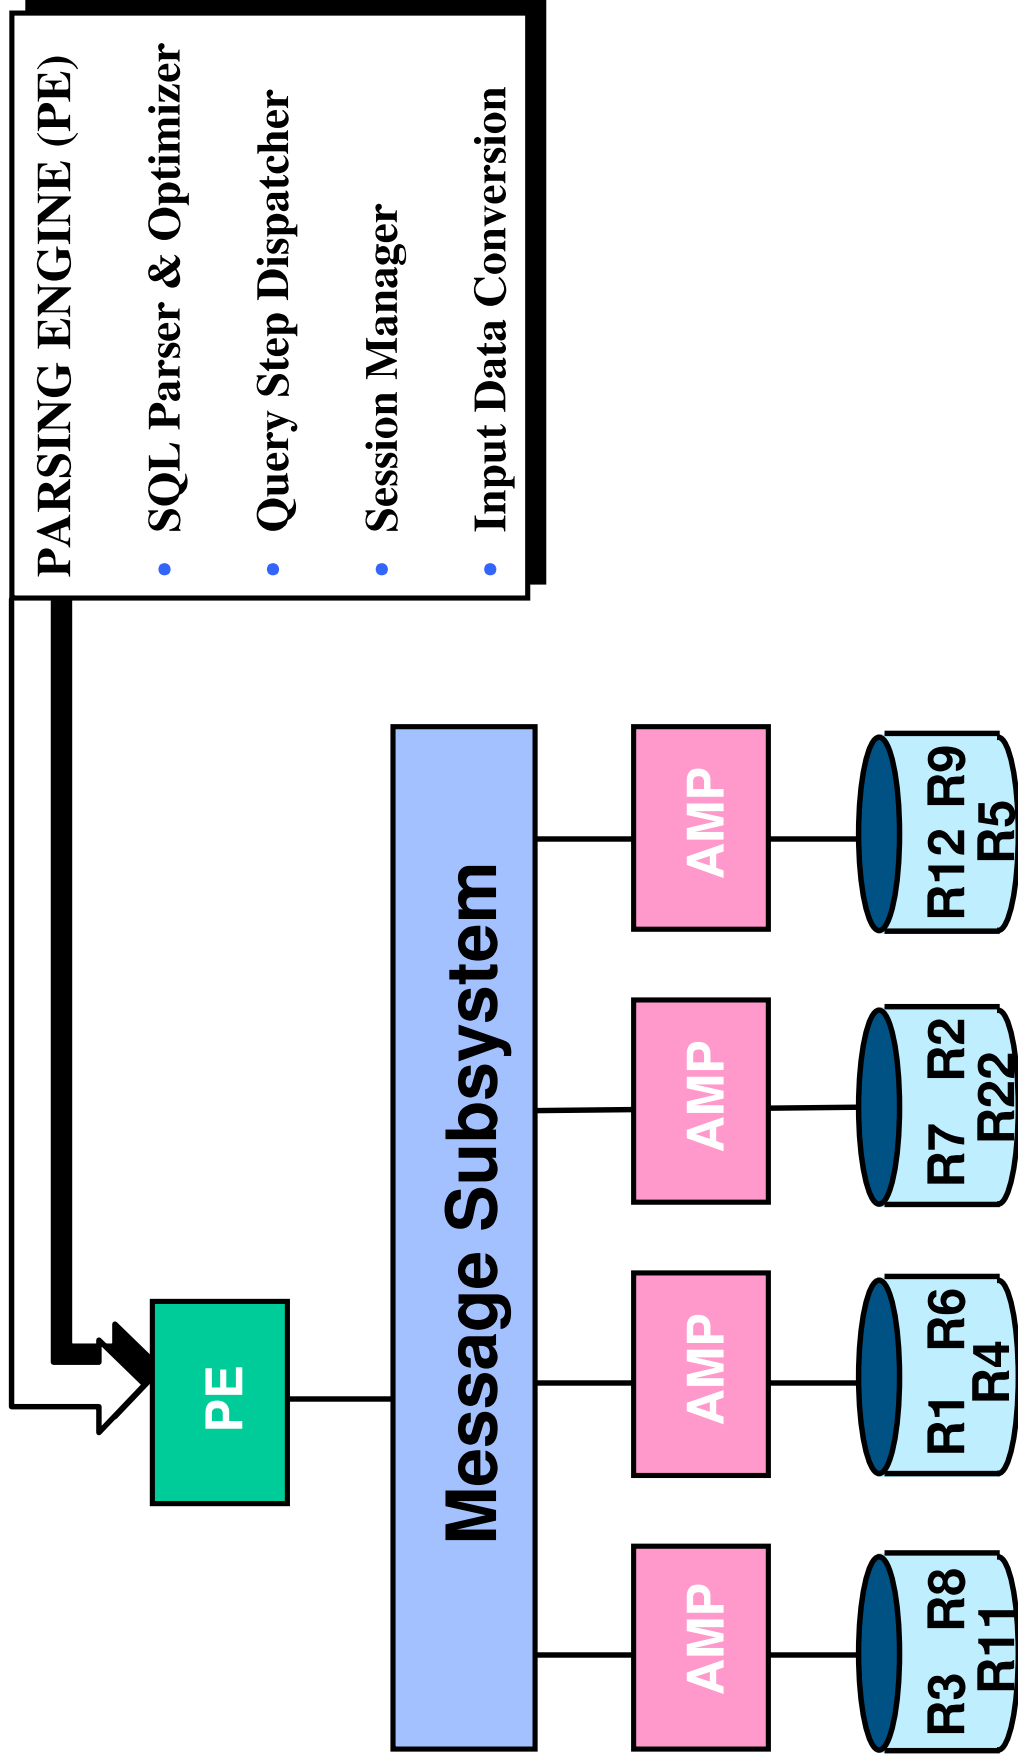 PARSING ENGINE (PE)
• SQL Parser & Optimizer
• Query Step Dispatcher
• Session Manager
• Input Data Conversion
PE
Message Subsystem
AMP AMP AMP AMP
R3 R8 R1 R6 R7 R2 R12 R9
R11 R4 R22 R5